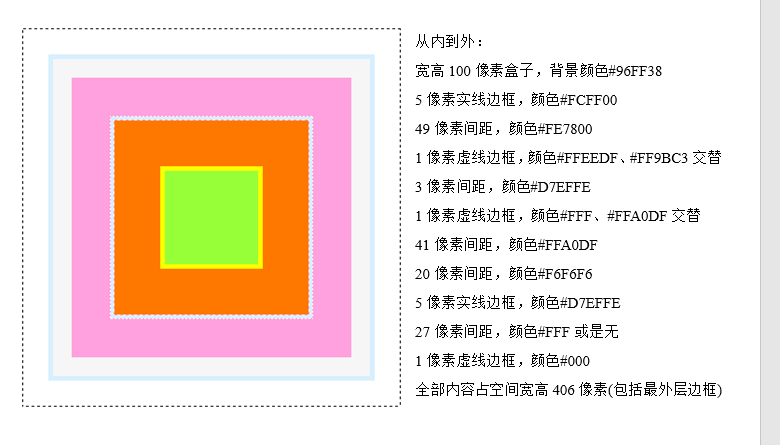 从内到外：
宽高 100 像素盒子，背景颜色#96FF38
5 像素实线边框，颜色#FCFF00
49 像素间距，颜色#FE7800
1 像素虚线边框，颜色#FFEEDF、#FF9BC3 交替
3 像素间距，颜色#D7EFFE
1 像素虚线边框，颜色#FFF、#FFA0DF 交替
41 像素间距，颜色#FFA0DF
20 像素间距，颜色#F6F6F6
5 像素实线边框，颜色#D7EFFE
27 像素间距，颜色#FFF 或是无
1 像素虚线边框，颜色#000
全部内容占空间宽高 406 像素(包括最外层边框)